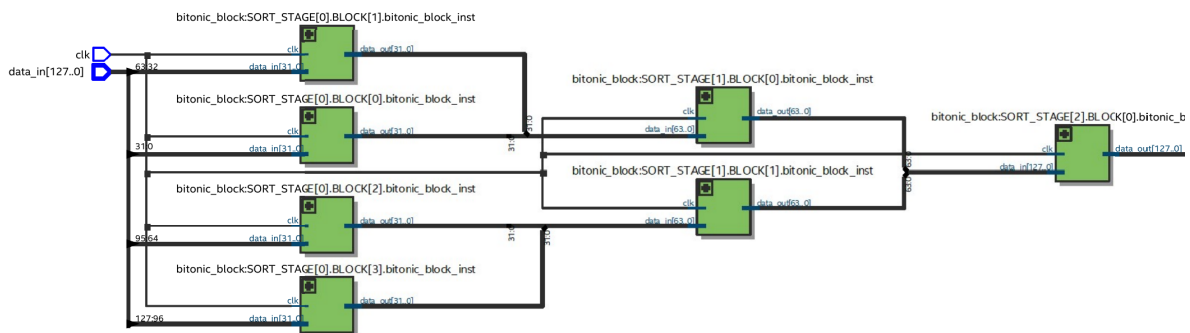 bitonic_block:SORT_STAGE[0].BLOCK[1].bitonic_block_inst
clk
clk
data_out[31..0]
data_in[127..0]
63:32
data_in[31..0]
bitonic_block:SORT_STAGE[1].BLOCK[0].bitonic_block_inst
bitonic_block:SORT_STAGE[0].BLOCK[0].bitonic_block_inst
clk
data_out[63..0]
bitonic_block:SORT_STAGE[2].BLOCK[0].bitonic_b
31:0
clk
data_out[31..0]
data_in[63..0]
31:0
31:0
data_in[31..0]
clk
data_out[127..0]
63:0
bitonic_block:SORT_STAGE[1].BLOCK[1].bitonic_block_inst
data_in[127..0]
bitonic_block:SORT_STAGE[0].BLOCK[2].bitonic_block_inst
63:0
clk
data_out[63..0]
clk
data_out[31..0]
data_in[63..0]
31:0
31:0
95:64
data_in[31..0]
bitonic_block:SORT_STAGE[0].BLOCK[3].bitonic_block_inst
clk
data_out[31..0]
127:96
data_in[31..0]